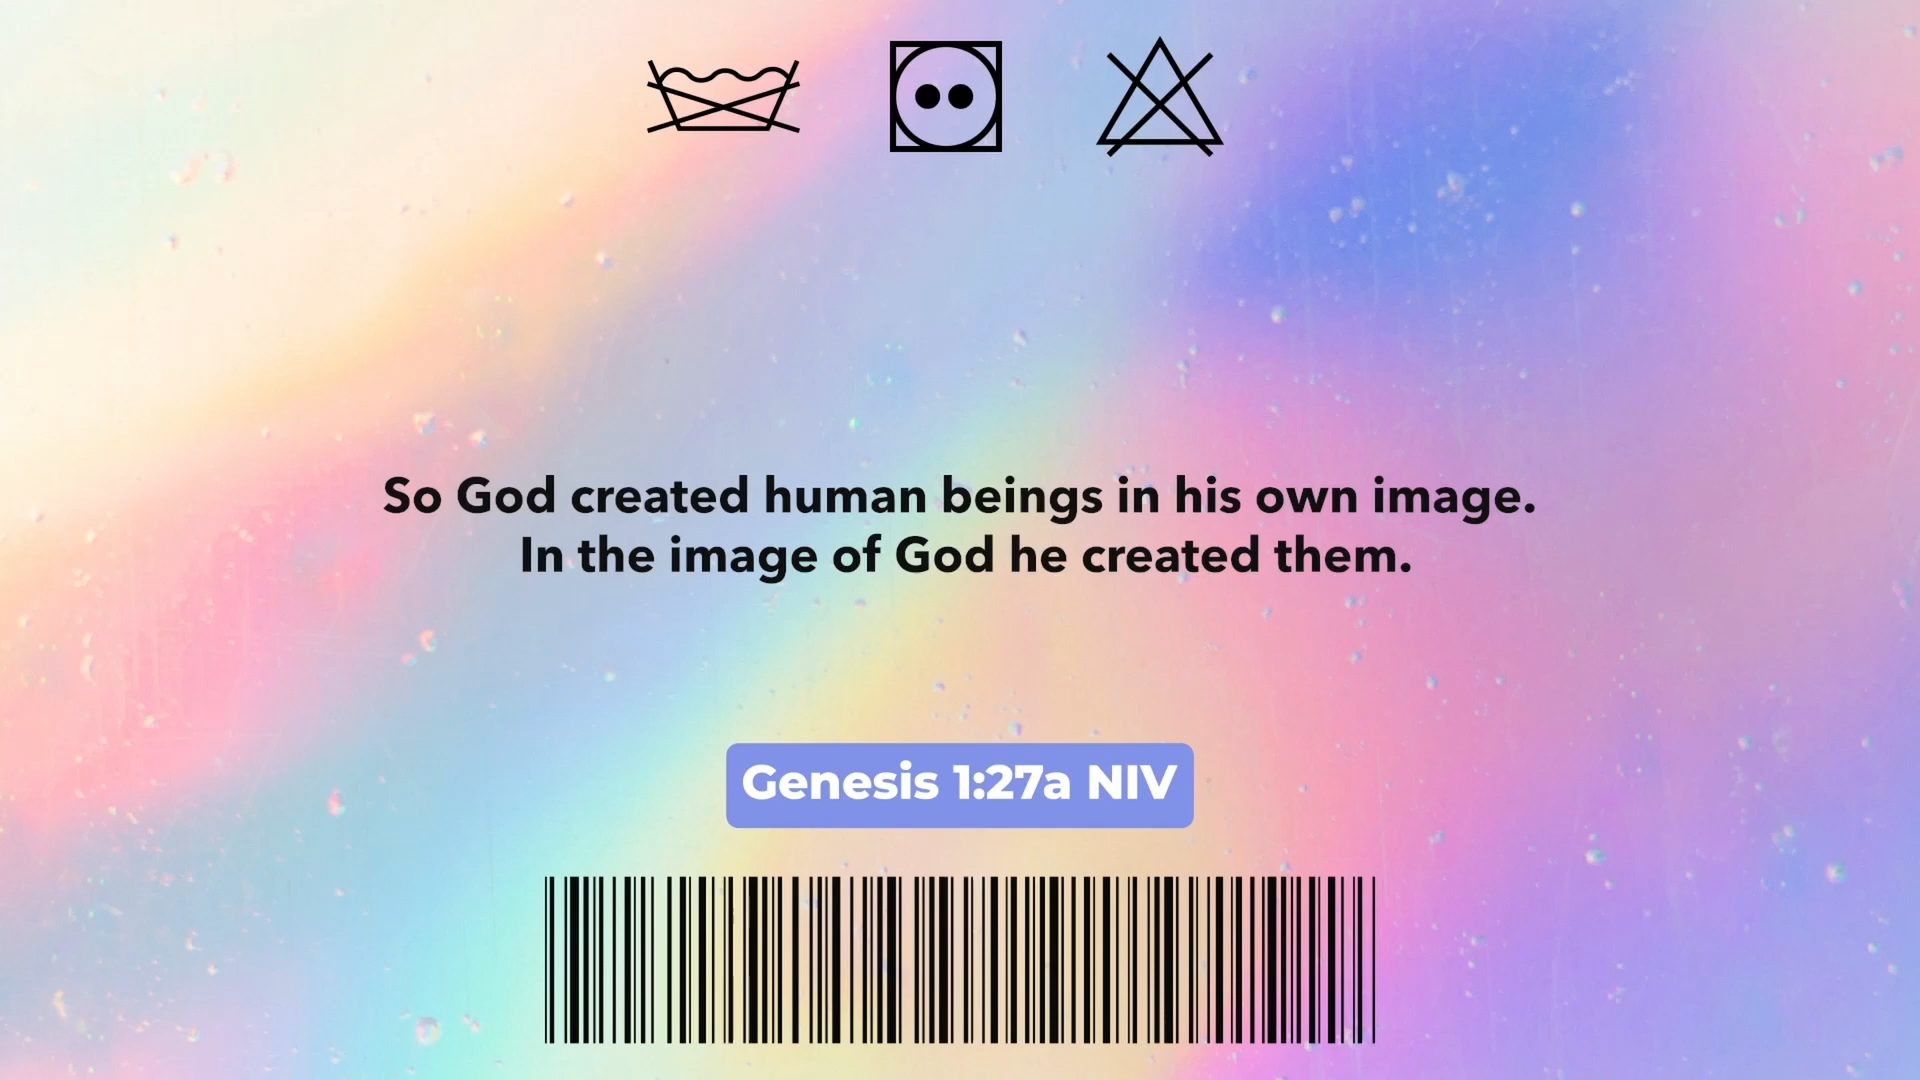 So God created human beings in his own image.
In the image of God he created them.
Genesis 1:27a NIV